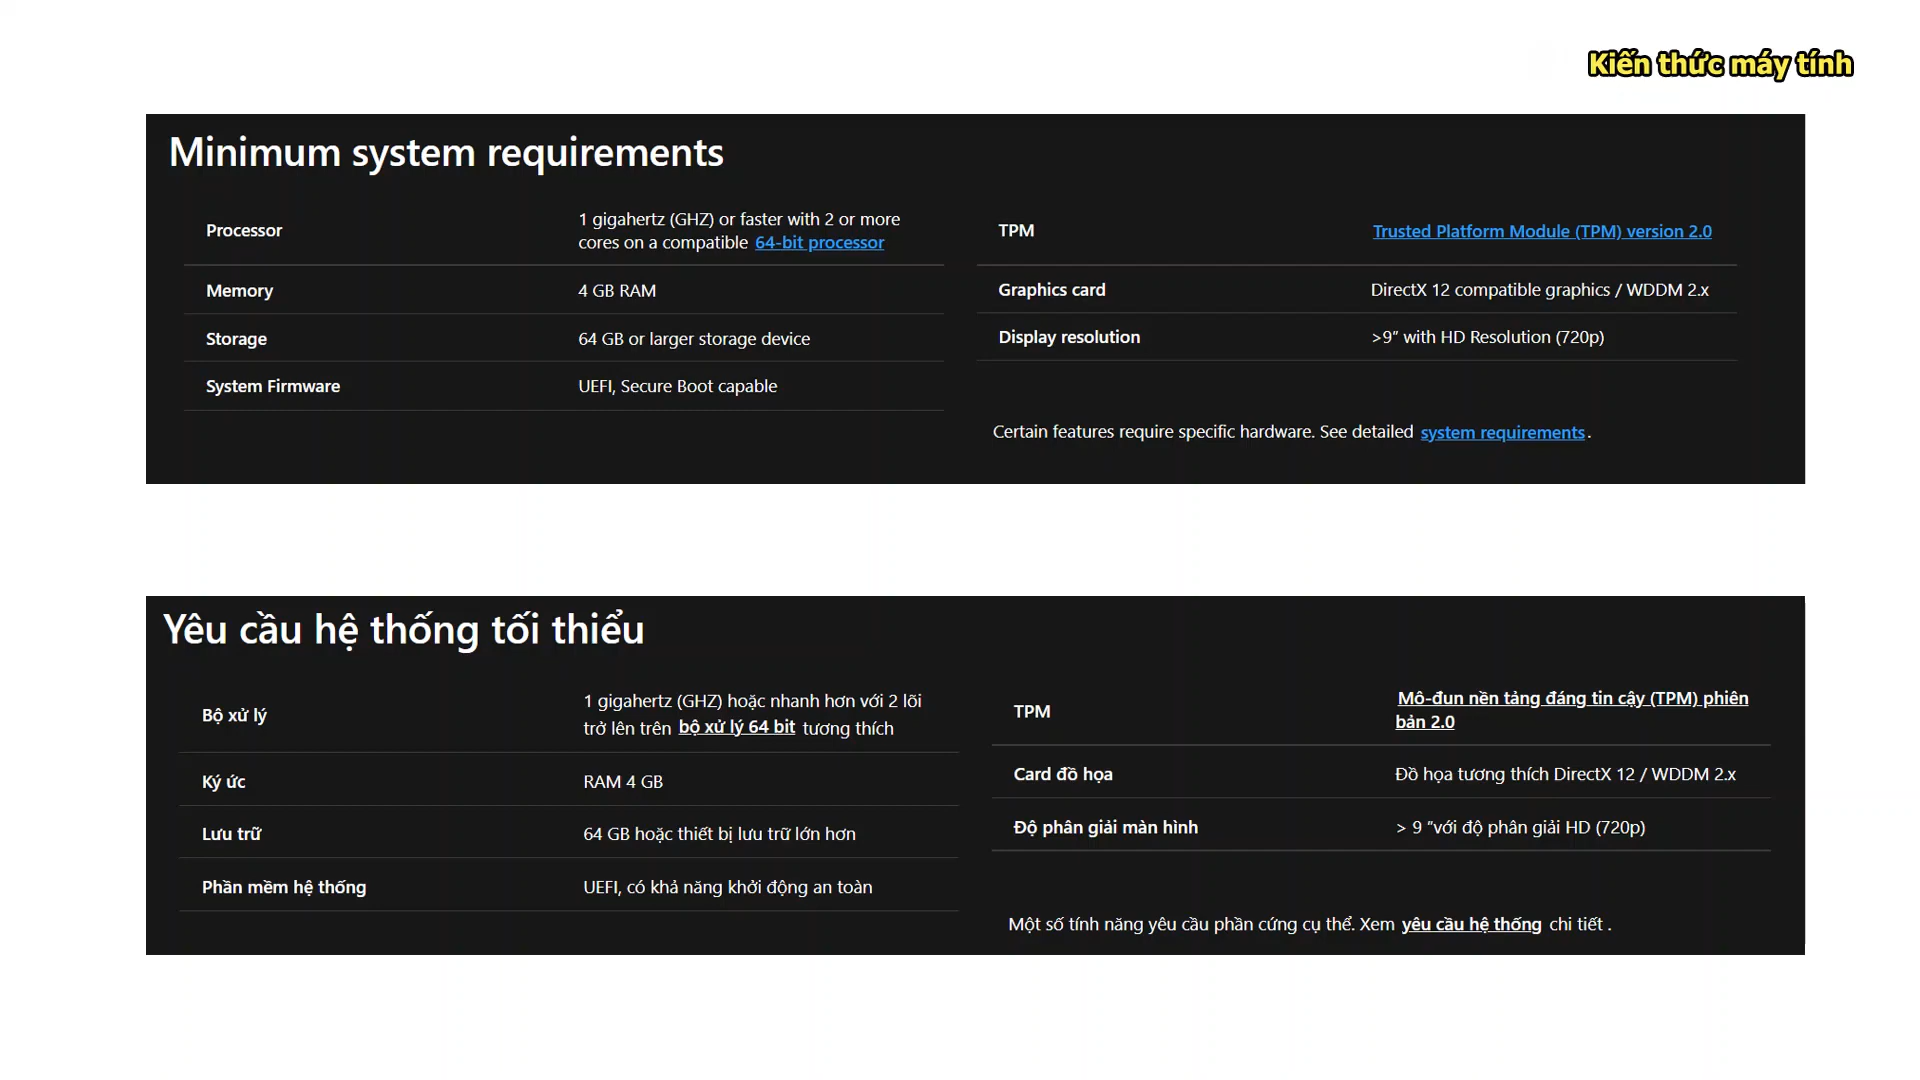 Kiến thức máy tính
Minimum system requirements
Processor
1 gigahertz (GHZ) or faster with 2 or more
cores on a compatible 64-bit processor
Memory
4 GB RAM
Storage
64 GB or larger storage device
System Firmware
UEFI, Secure Boot capable
TPM
Trusted Platform Module (TPM) version 2.0
Graphics card
DirectX 12 compatible graphics / WDDM 2.x
Display resolution
>9” with HD Resolution (720p)
Certain features require specific hardware. See detailed system requirements.
Yêu cầu hệ thống tối thiểu
Bộ xử lý
1 gigahertz (GHZ) hoặc nhanh hơn với 2 lõi
trở lên trên bộ xử lý 64 bit tương thích
Ký ức
RAM 4 GB
Lưu trữ
64 GB hoặc thiết bị lưu trữ lớn hơn
Phần mềm hệ thống
UEFI, có khả năng khởi động an toàn
TPM
Mô-đun nền tảng đáng tin cậy (TPM) phiên
bản 2.0
Card đồ họa
Đồ họa tương thích DirectX 12 / WDDM 2.x
Độ phân giải màn hình
> 9 ”với độ phân giải HD (720p)
Một số tính năng yêu cầu phần cứng cụ thể. Xem yêu cầu hệ thống chi tiết .